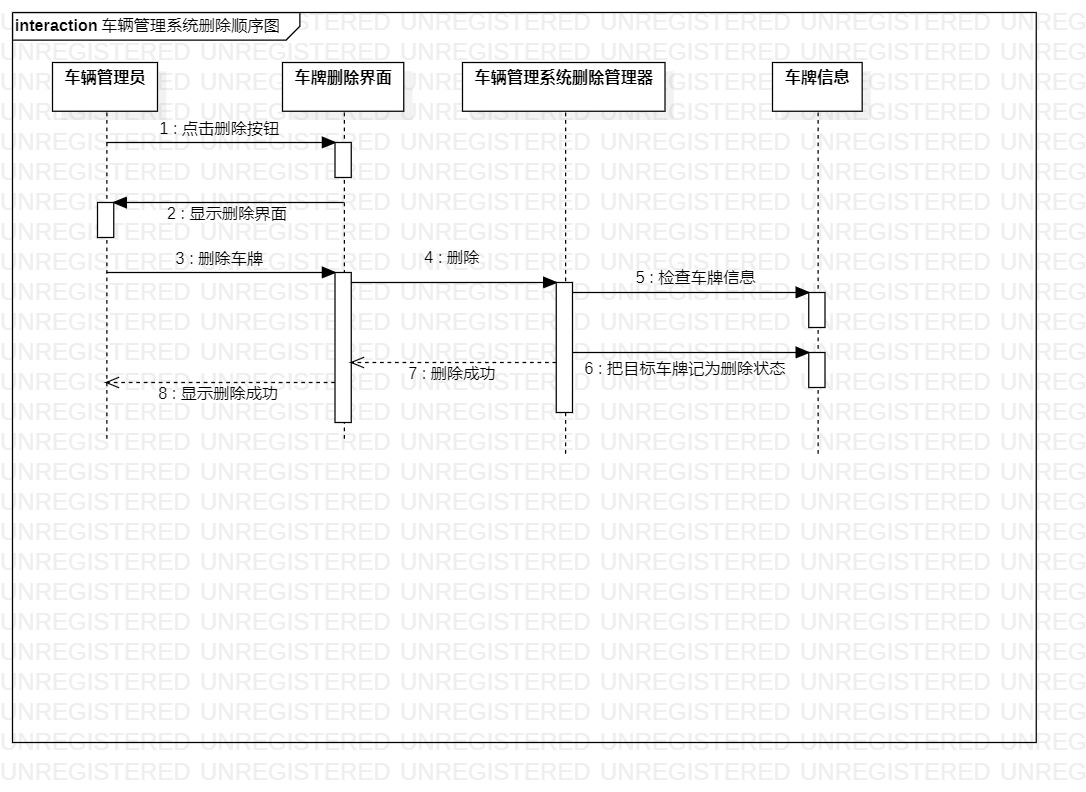 interaction 车辆管理系统删除顺序图
车辆管理员
车牌删除界面
车辆管理系统删除管理器
车牌信息
1 : 点击删除按钮
2 : 显示删除界面
3 : 删除车牌
4 : 删除
5 : 检查车牌信息
6 : 把目标车牌记为删除状态
7 : 删除成功
8 : 显示删除成功
UNREGISTERED UNREGISTERED UNREGISTERED UNREGISTERED UNREGISTERED